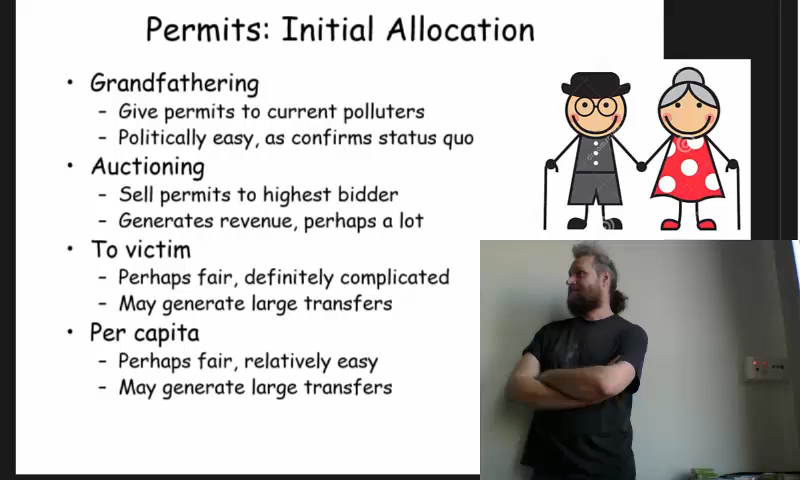 Permits: Initial Allocation
• Grandfathering
– Give permits to current polluters
– Politically easy, as confirms status quo
• Auctioning
– Sell permits to highest bidder
– Generates revenue, perhaps a lot
• To victim
– Perhaps fair, definitely complicated
– May generate large transfers
• Per capita
– Perhaps fair, relatively easy
– May generate large transfers